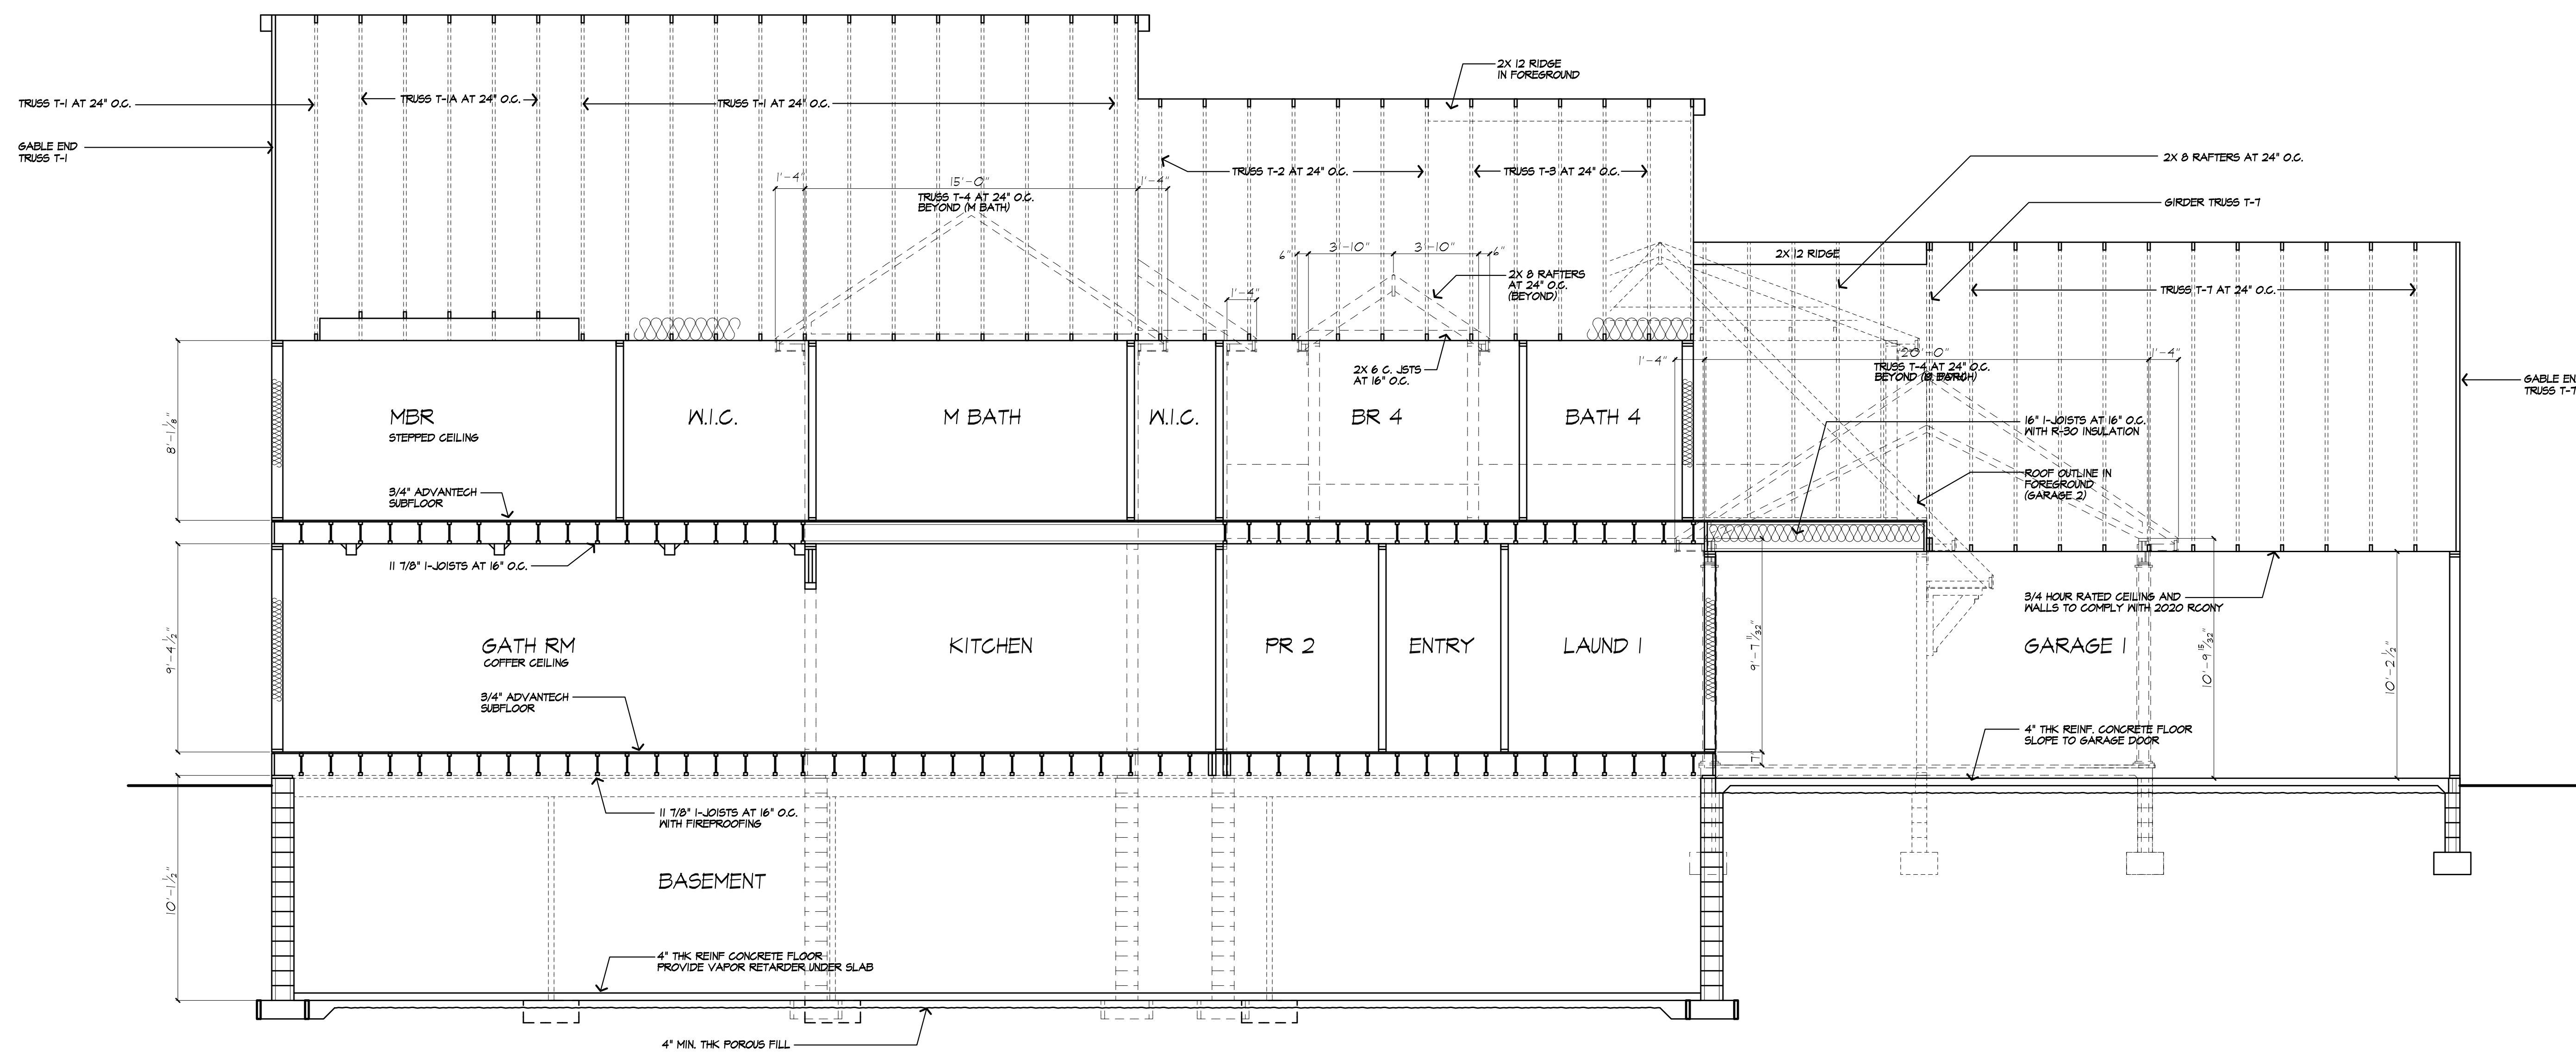 2X 12 RIDGE
IN FOREGROUND
TRUSS T-1 AT 24" O.C.
TRUSS T-1A AT 24" O.C.
TRUSS T-1 AT 24" O.C.
GABLE END
TRUSS T-1
2X 8 RAFTERS AT 24" O.C.
TRUSS T-2 AT 24" O.C.
TRUSS T-3 AT 24" O.C.
1'-4"
15'-0"
1'-4"
TRUSS T-4 AT 24" O.C.
BEYOND (M BATH)
GIRDER TRUSS T-7
6"
3'-10"
3'-10"
6"
2X 12 RIDGE
2X 8 RAFTERS
AT 24" O.C.
(BEYOND)
1'-4"
TRUSS T-7 AT 24" O.C.
1'-4"
20'-0"
1'-4"
TRUSS T-4 AT 24" O.C.
2X 6 C. JSTS
AT 16" O.C.
TRUSS T-7
8'-1 1/8"
MBR
STEPPED CEILING
W.I.C.
M BATH
W.I.C.
BR 4
BATH 4
16" I-JOISTS AT 16" O.C.
WITH R-30 INSULATION
ROOF OUTLINE IN
FOREGROUND
(GARAGE 2)
3/4" ADVANTECH
SUBFLOOR
11 7/8" I-JOISTS AT 16" O.C.
3/4 HOUR RATED CEILING AND
WALLS TO COMPLY WITH 2020 RCONY
9'-4 1/2"
GATH RM
COFFER CEILING
KITCHEN
PR 2
ENTRY
LAUND 1
9'-7 11/32"
GARAGE 1
10'-9 15/32"
10'-2 1/2"
3/4" ADVANTECH
SUBFLOOR
7"
4" THK REINF. CONCRETE FLOOR
SLOPE TO GARAGE DOOR
11 7/8" I-JOISTS AT 16" O.C.
WITH FIREPROOFING
10'-1 1/2"
BASEMENT
4" THK REINF CONCRETE FLOOR
PROVIDE VAPOR RETARDER UNDER SLAB
4" MIN. THK POROUS FILL